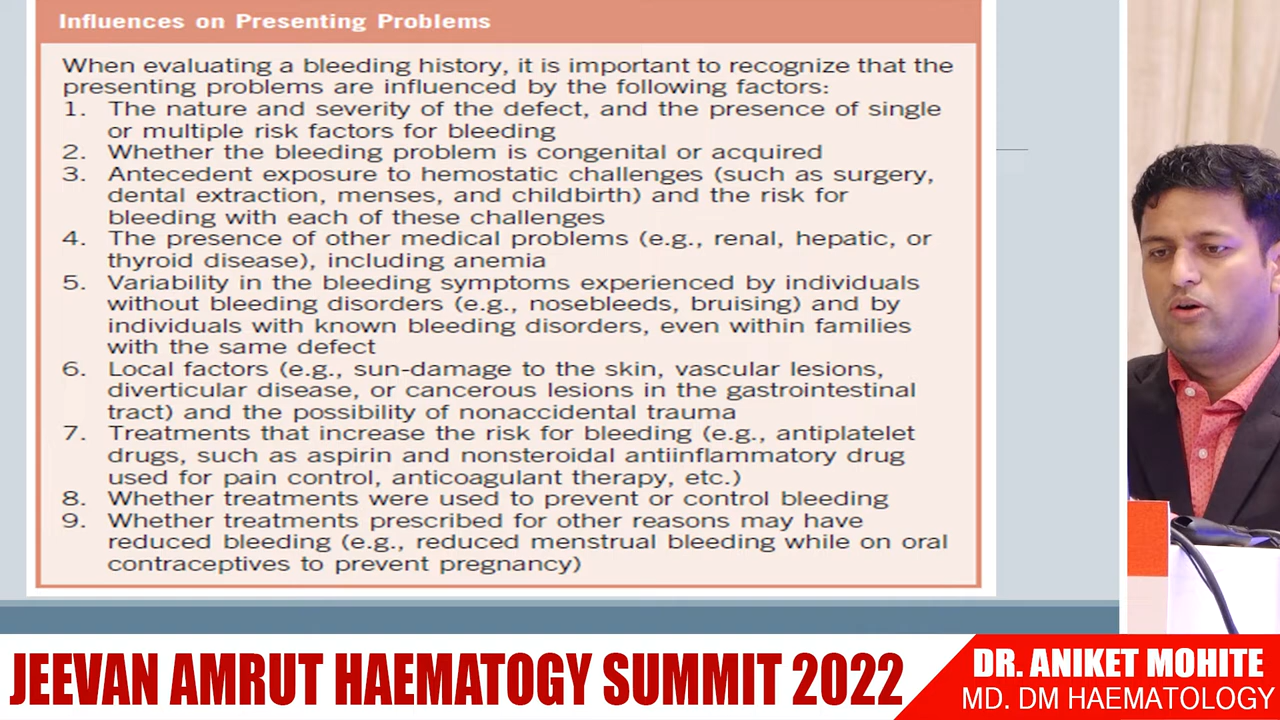 Influences on Presenting Problems
When evaluating a bleeding history, it is important to recognize that the
presenting problems are influenced by the following factors:
1. The nature and severity of the defect, and the presence of single
or multiple risk factors for bleeding
2. Whether the bleeding problem is congenital or acquired
3. Antecedent exposure to hemostatic challenges (such as surgery,
dental extraction, menses, and childbirth) and the risk for
bleeding with each of these challenges
4. The presence of other medical problems (e.g., renal, hepatic, or
thyroid disease), including anemia
5. Variability in the bleeding symptoms experienced by individuals
without bleeding disorders (e.g., nosebleeds, bruising) and by
individuals with known bleeding disorders, even within families
with the same defect
6. Local factors (e.g., sun-damage to the skin, vascular lesions,
diverticular disease, or cancerous lesions in the gastrointestinal
tract) and the possibility of nonaccidental trauma
7. Treatments that increase the risk for bleeding (e.g., antiplatelet
drugs, such as aspirin and nonsteroidal antiinflammatory drug
used for pain control, anticoagulant therapy, etc.)
8. Whether treatments were used to prevent or control bleeding
9. Whether treatments prescribed for other reasons may have
reduced bleeding (e.g., reduced menstrual bleeding while on oral
contraceptives to prevent pregnancy)
JEEVAN AMRUT HAEMATOGY SUMMIT 2022
DR. ANIKET MOHITE
MD. DM HAEMATOLOGY